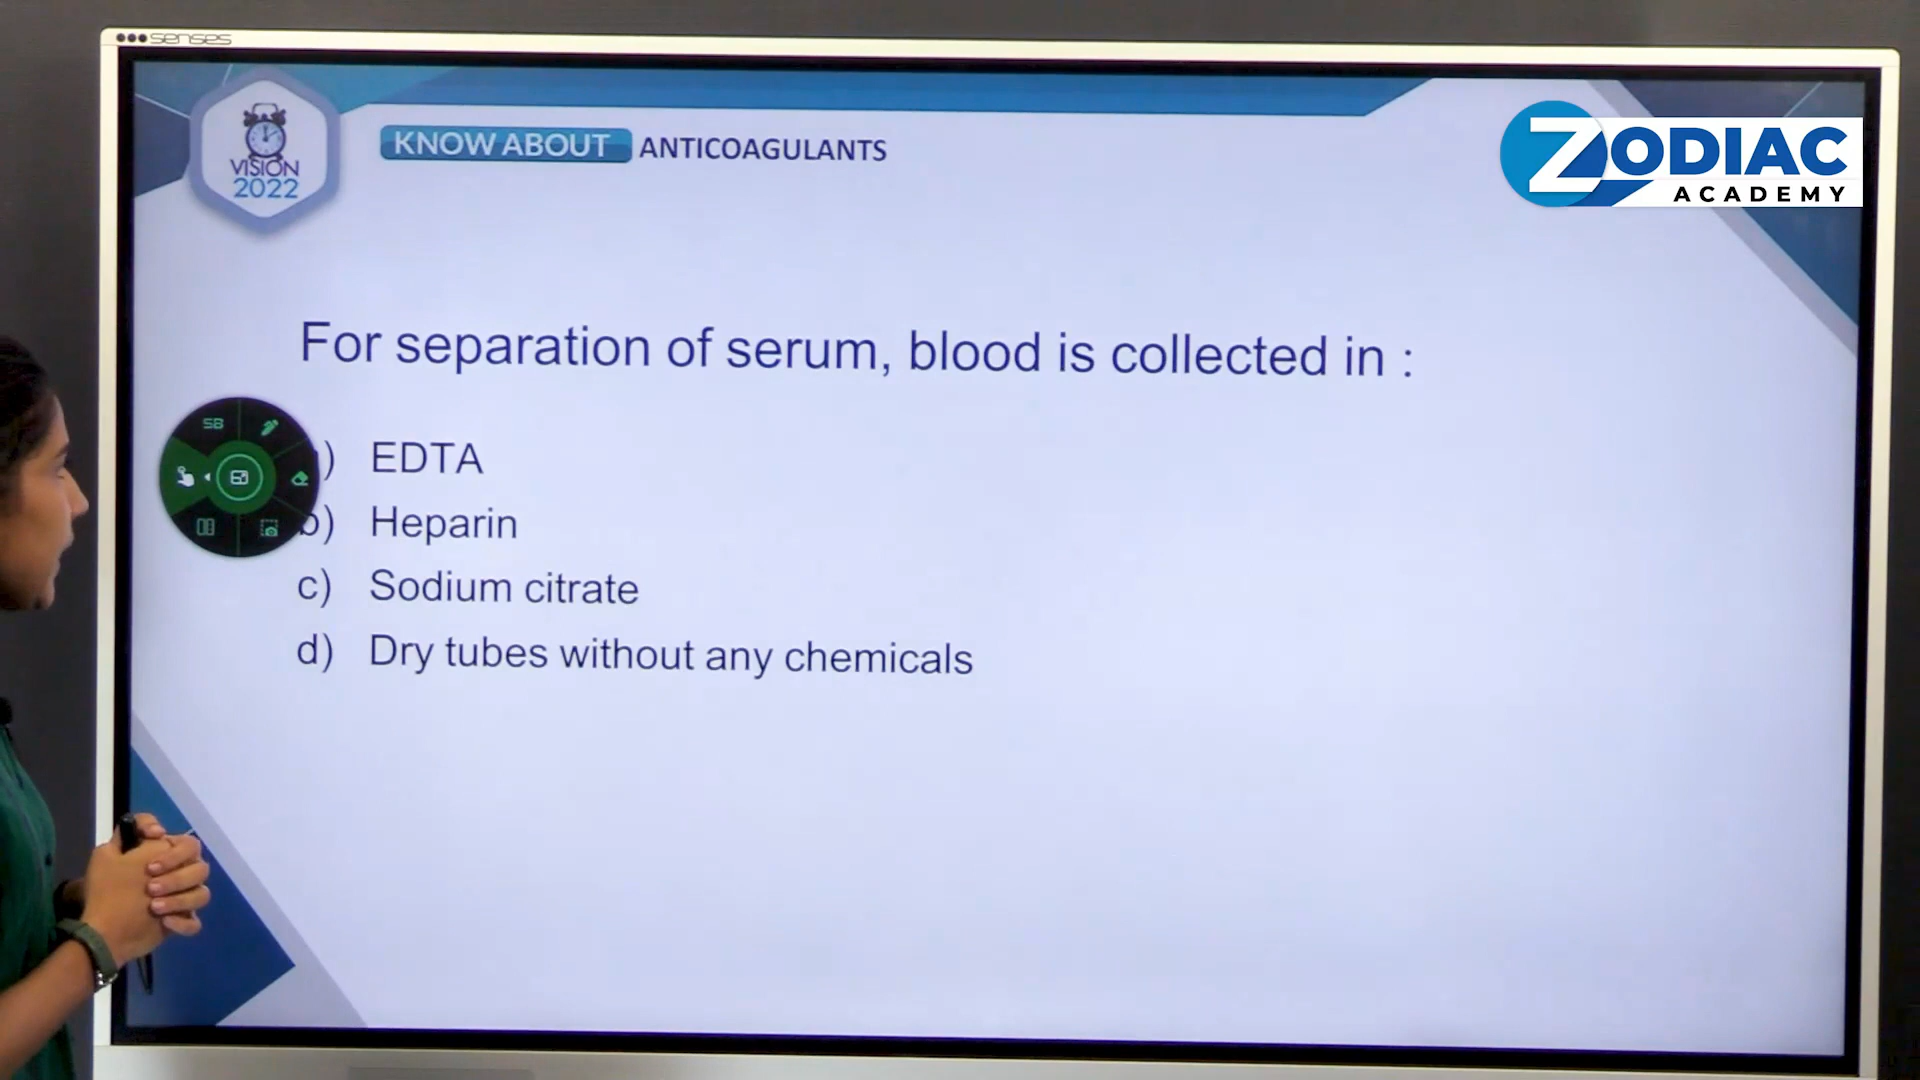 senses
VISION
2022
KNOW ABOUT ANTICOAGULANTS
ZODIAC
ACADEMY
For separation of serum, blood is collected in :
) EDTA
b) Heparin
c) Sodium citrate
d) Dry tubes without any chemicals
SB